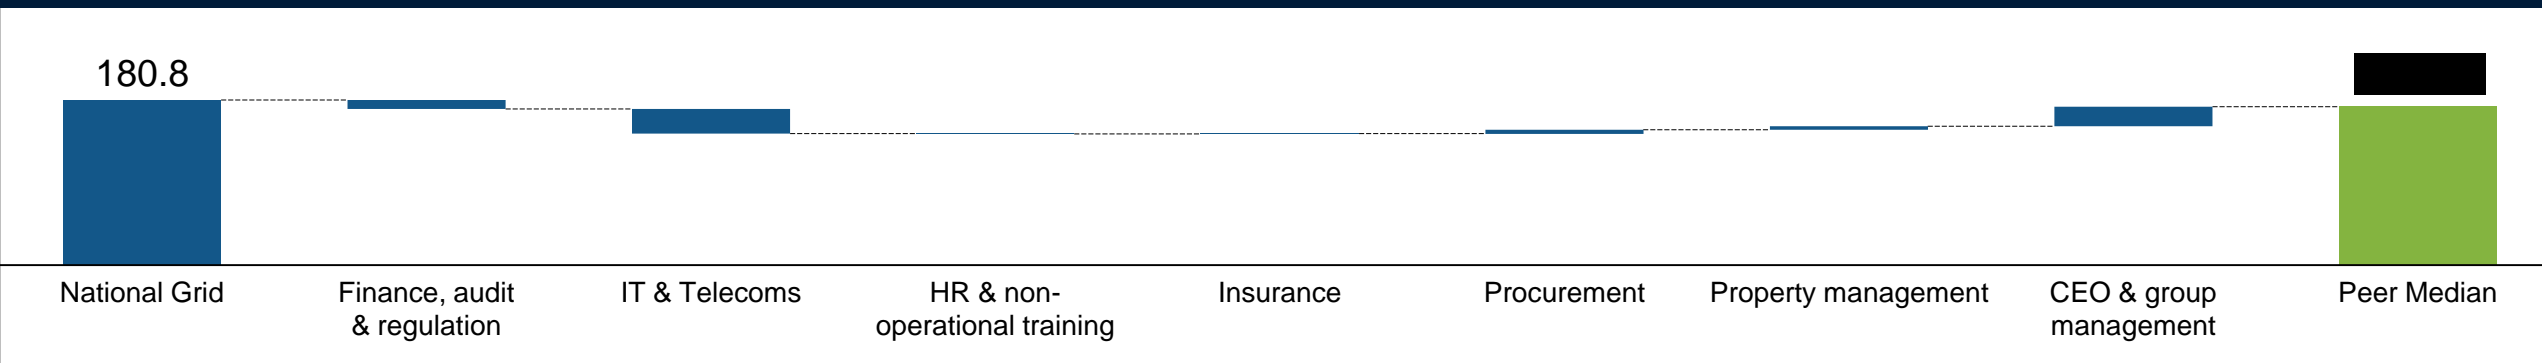 180.8
National Grid
Finance, audit
& regulation
IT & Telecoms
HR & non-
operational training
Insurance
Procurement
Property management
CEO & group
management
Peer Median